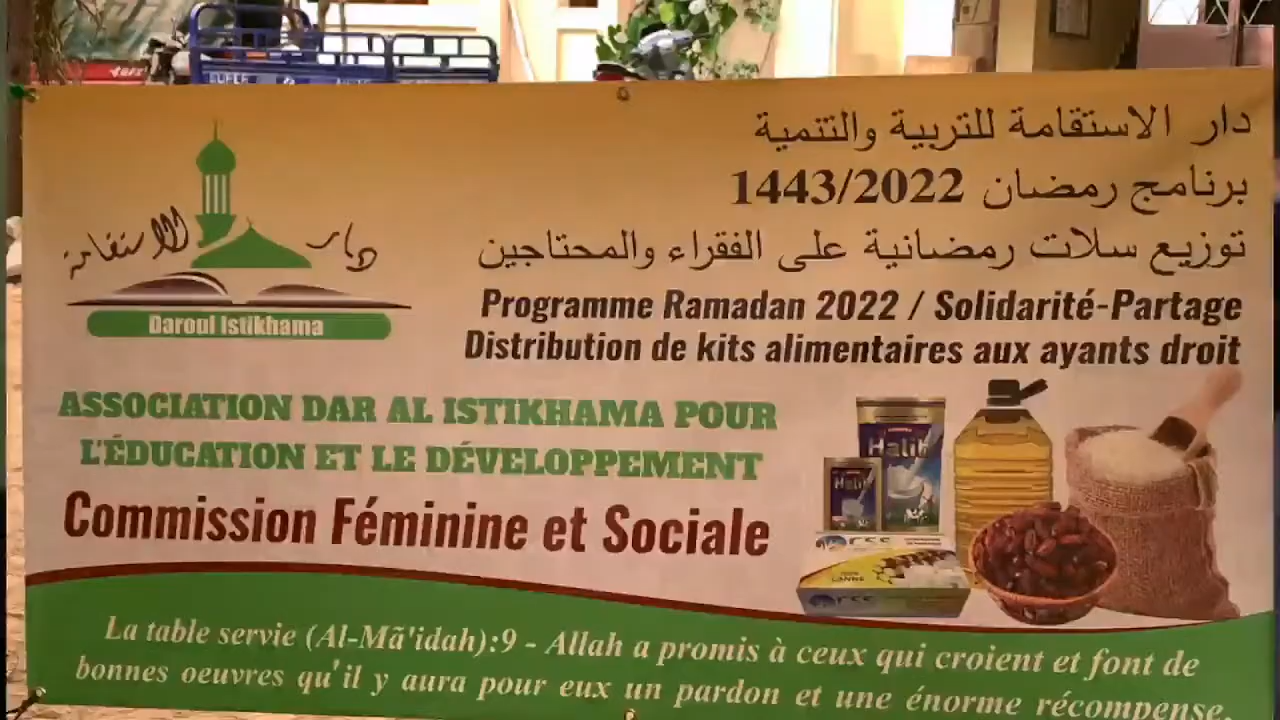 دار الاستقامة للتربية والتنمية
برنامج رمضان 1443/2022
توزيع سلات رمضانية على الفقراء والمحتاجين
Programme Ramadan 2022 / Solidarité-Partage
Distribution de kits alimentaires aux ayants droit
دار الاستقامة
Daroul Istikhama
ASSOCIATION DAR AL ISTIKHAMA POUR
L'ÉDUCATION ET LE DÉVELOPPEMENT
Commission Féminine et Sociale
Halib
Halib
La table servie (Al-Mã'idah):9 - Allah a promis à ceux qui croient et font de
bonnes oeuvres qu'il y aura pour eux un pardon et une énorme récompense.